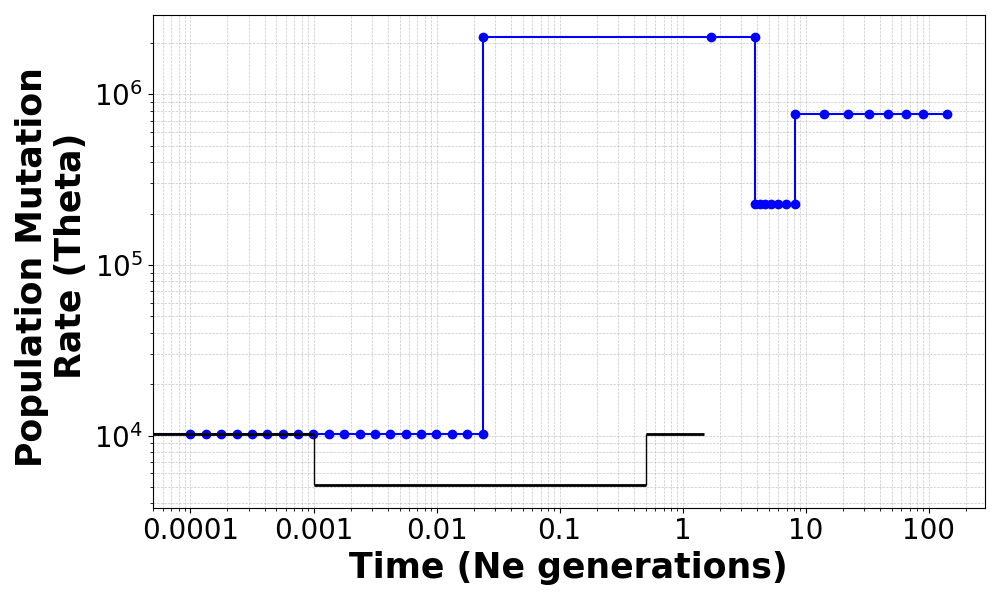 Population Mutation
Rate (Theta)
10⁶
10⁵
10⁴
0.0001 0.001 0.01 0.1 1 10 100
Time (Ne generations)